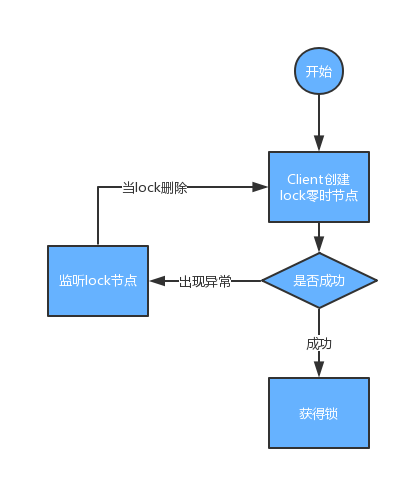 开始
当lock删除
Client创建
lock零时节点
监听lock节点
出现异常
是否成功
成功
获得锁